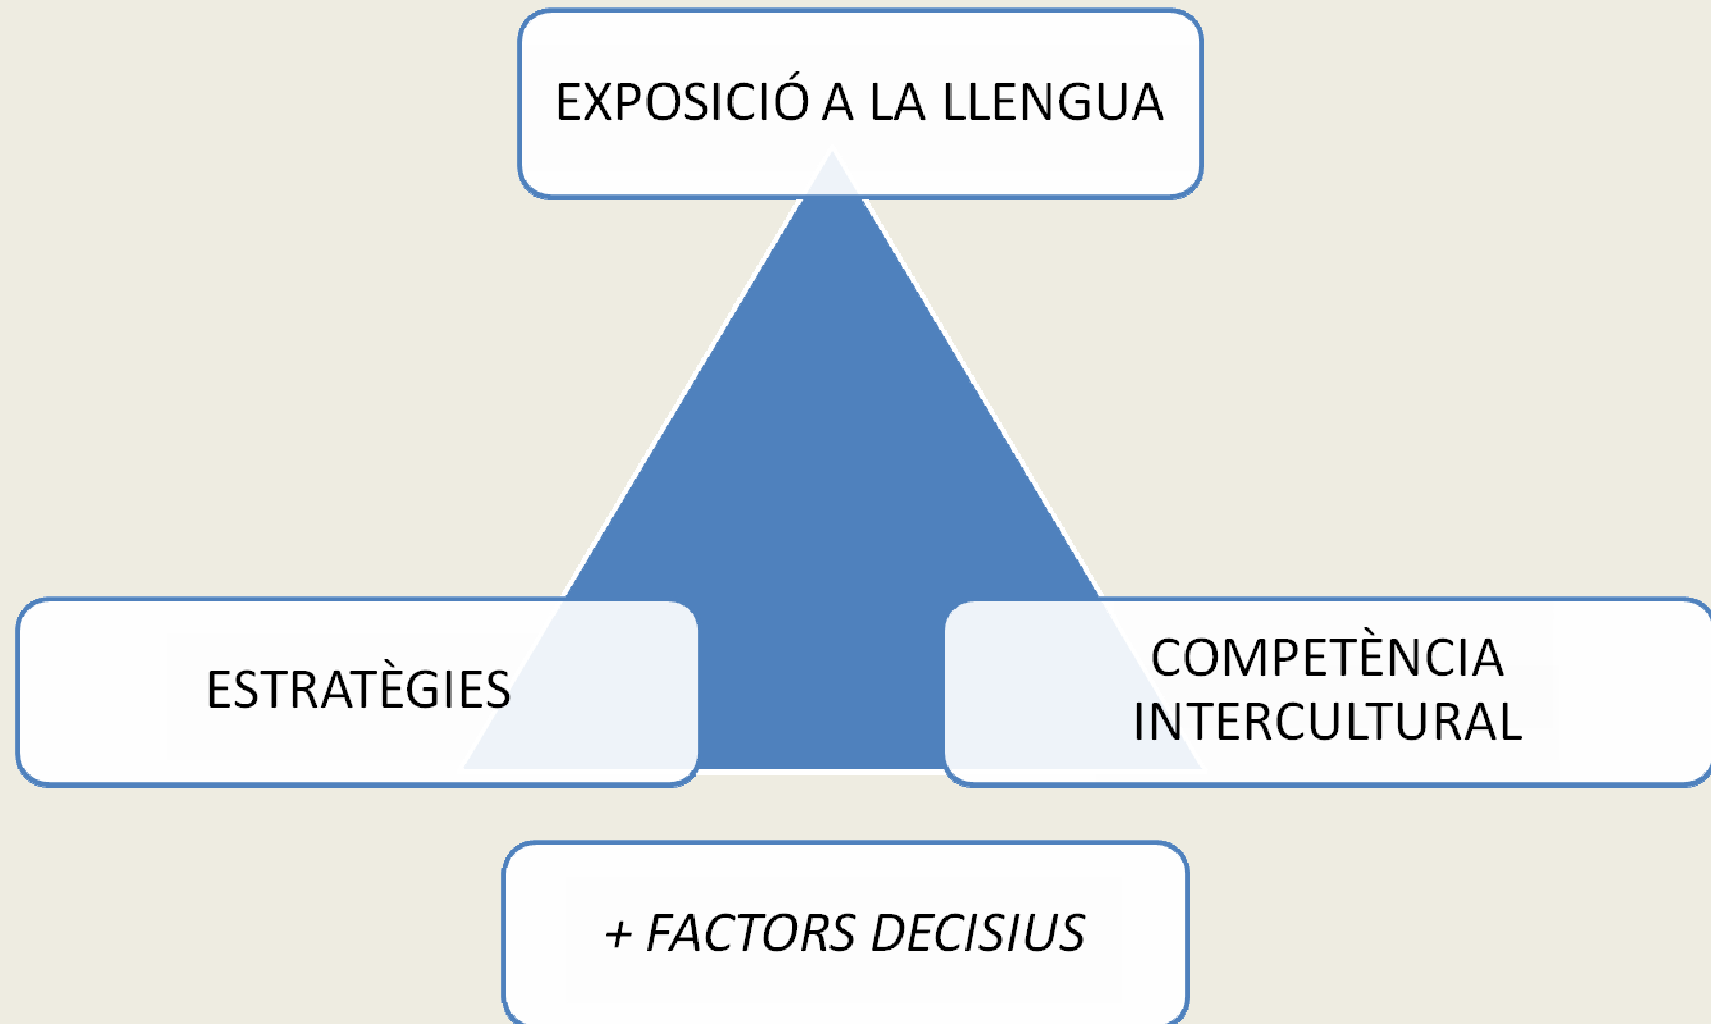 EXPOSICIÓ A LA LLENGUA
ESTRATÈGIES
COMPETÈNCIA
INTERCULTURAL
+ FACTORS DECISIUS